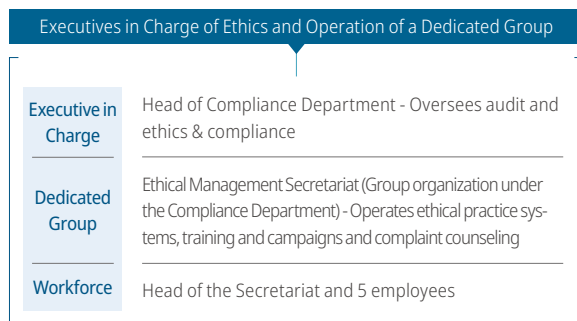 Executives in Charge of Ethics and Operation of a Dedicated Group
Executive in
Charge
Head of Compliance Department - Oversees audit and
ethics & compliance
Dedicated
Group
Ethical Management Secretariat (Group organization under
the Compliance Department) - Operates ethical practice sys-
tems, training and campaigns and complaint counseling
Workforce
Head of the Secretariat and 5 employees